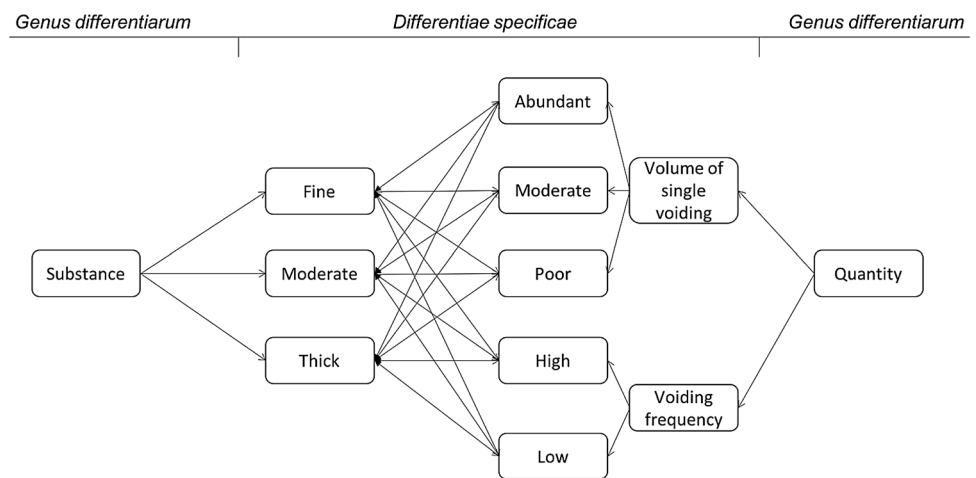 Genus differentiarum
Differentiae specificae
Genus differentiarum
Abundant
Fine
Moderate
Volume of
single
voiding
Substance
Moderate
Poor
Quantity
Thick
High
Voiding
frequency
Low